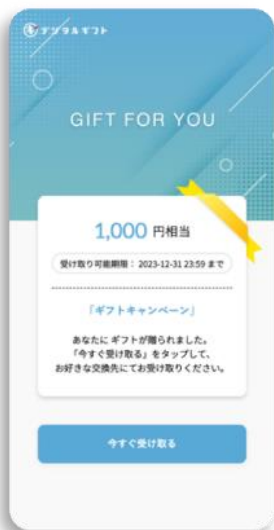 デジタルギフト
GIFT FOR YOU
1,000 円相当
受け取り可能期限：2023-12-31 23:59 まで
「ギフトキャンペーン」
あなたに ギフトが贈られました。
「今すぐ受け取る」をタップして、
お好きな交換先にてお受け取りください。
今すぐ受け取る